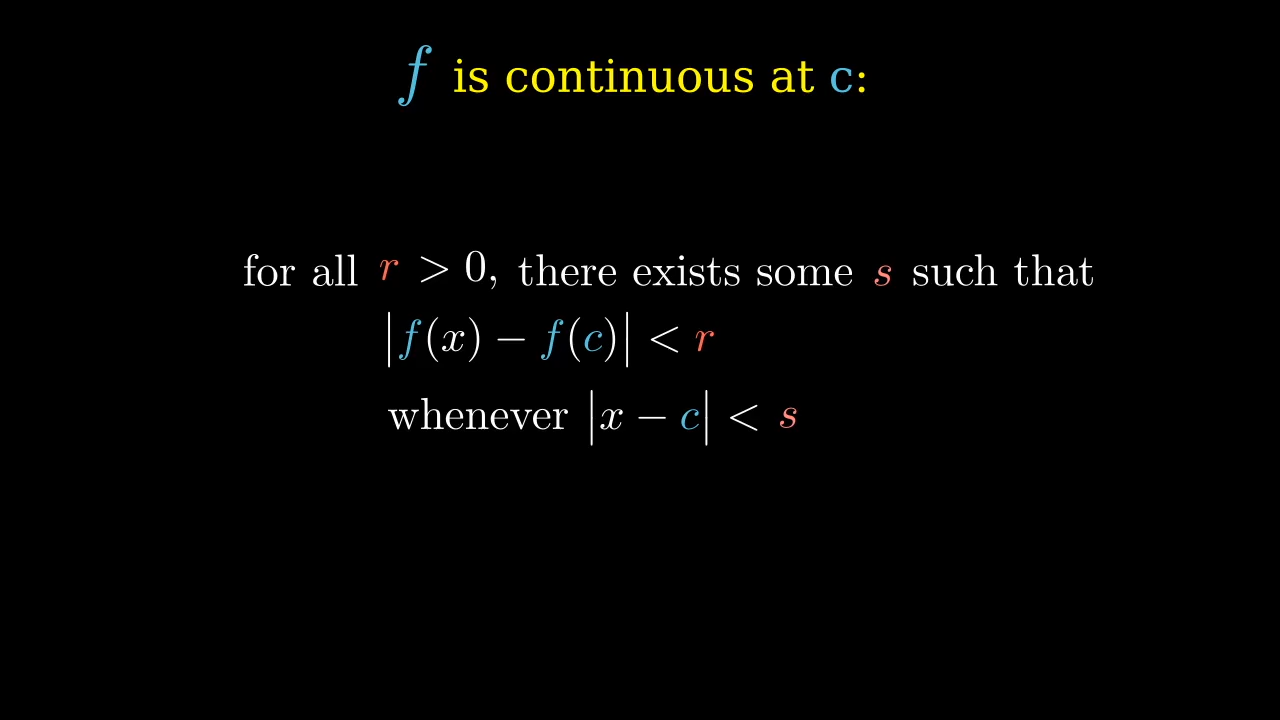 f is continuous at c:
for all r > 0, there exists some s such that
|f(x) − f(c)| < r
whenever |x − c| < s